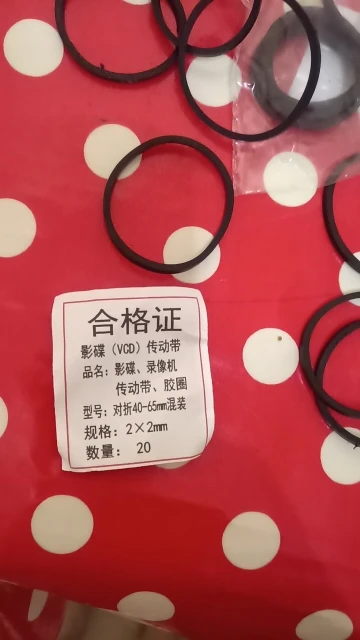 合格证
影碟（VCD）传动带
品名：影碟、录像机
传动带、胶圈
型号：对折40-65mm混装
规格：2×2mm
数量： 20